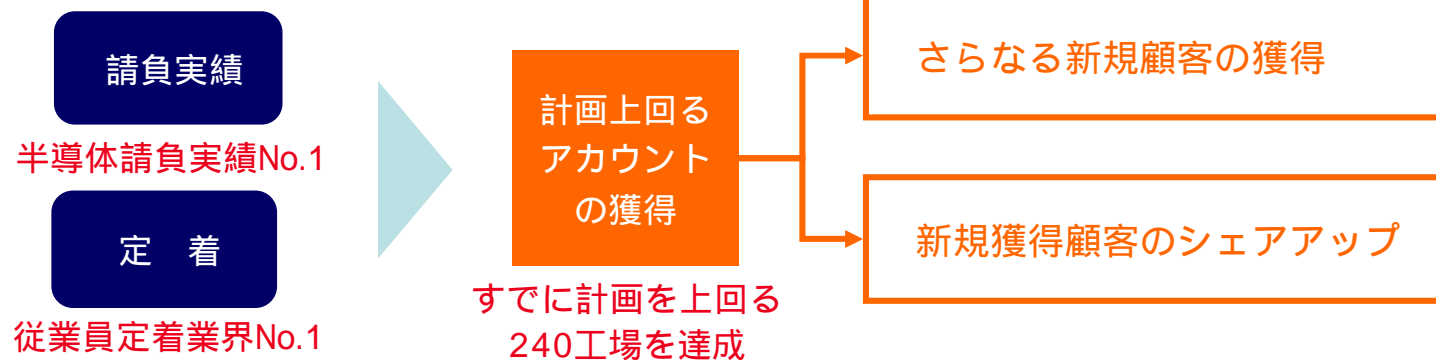 請負実績
半導体請負実績No.1
定　着
従業員定着業界No.1
計画上回る
アカウント
の獲得
すでに計画を上回る
240工場を達成
さらなる新規顧客の獲得
新規獲得顧客のシェアアップ